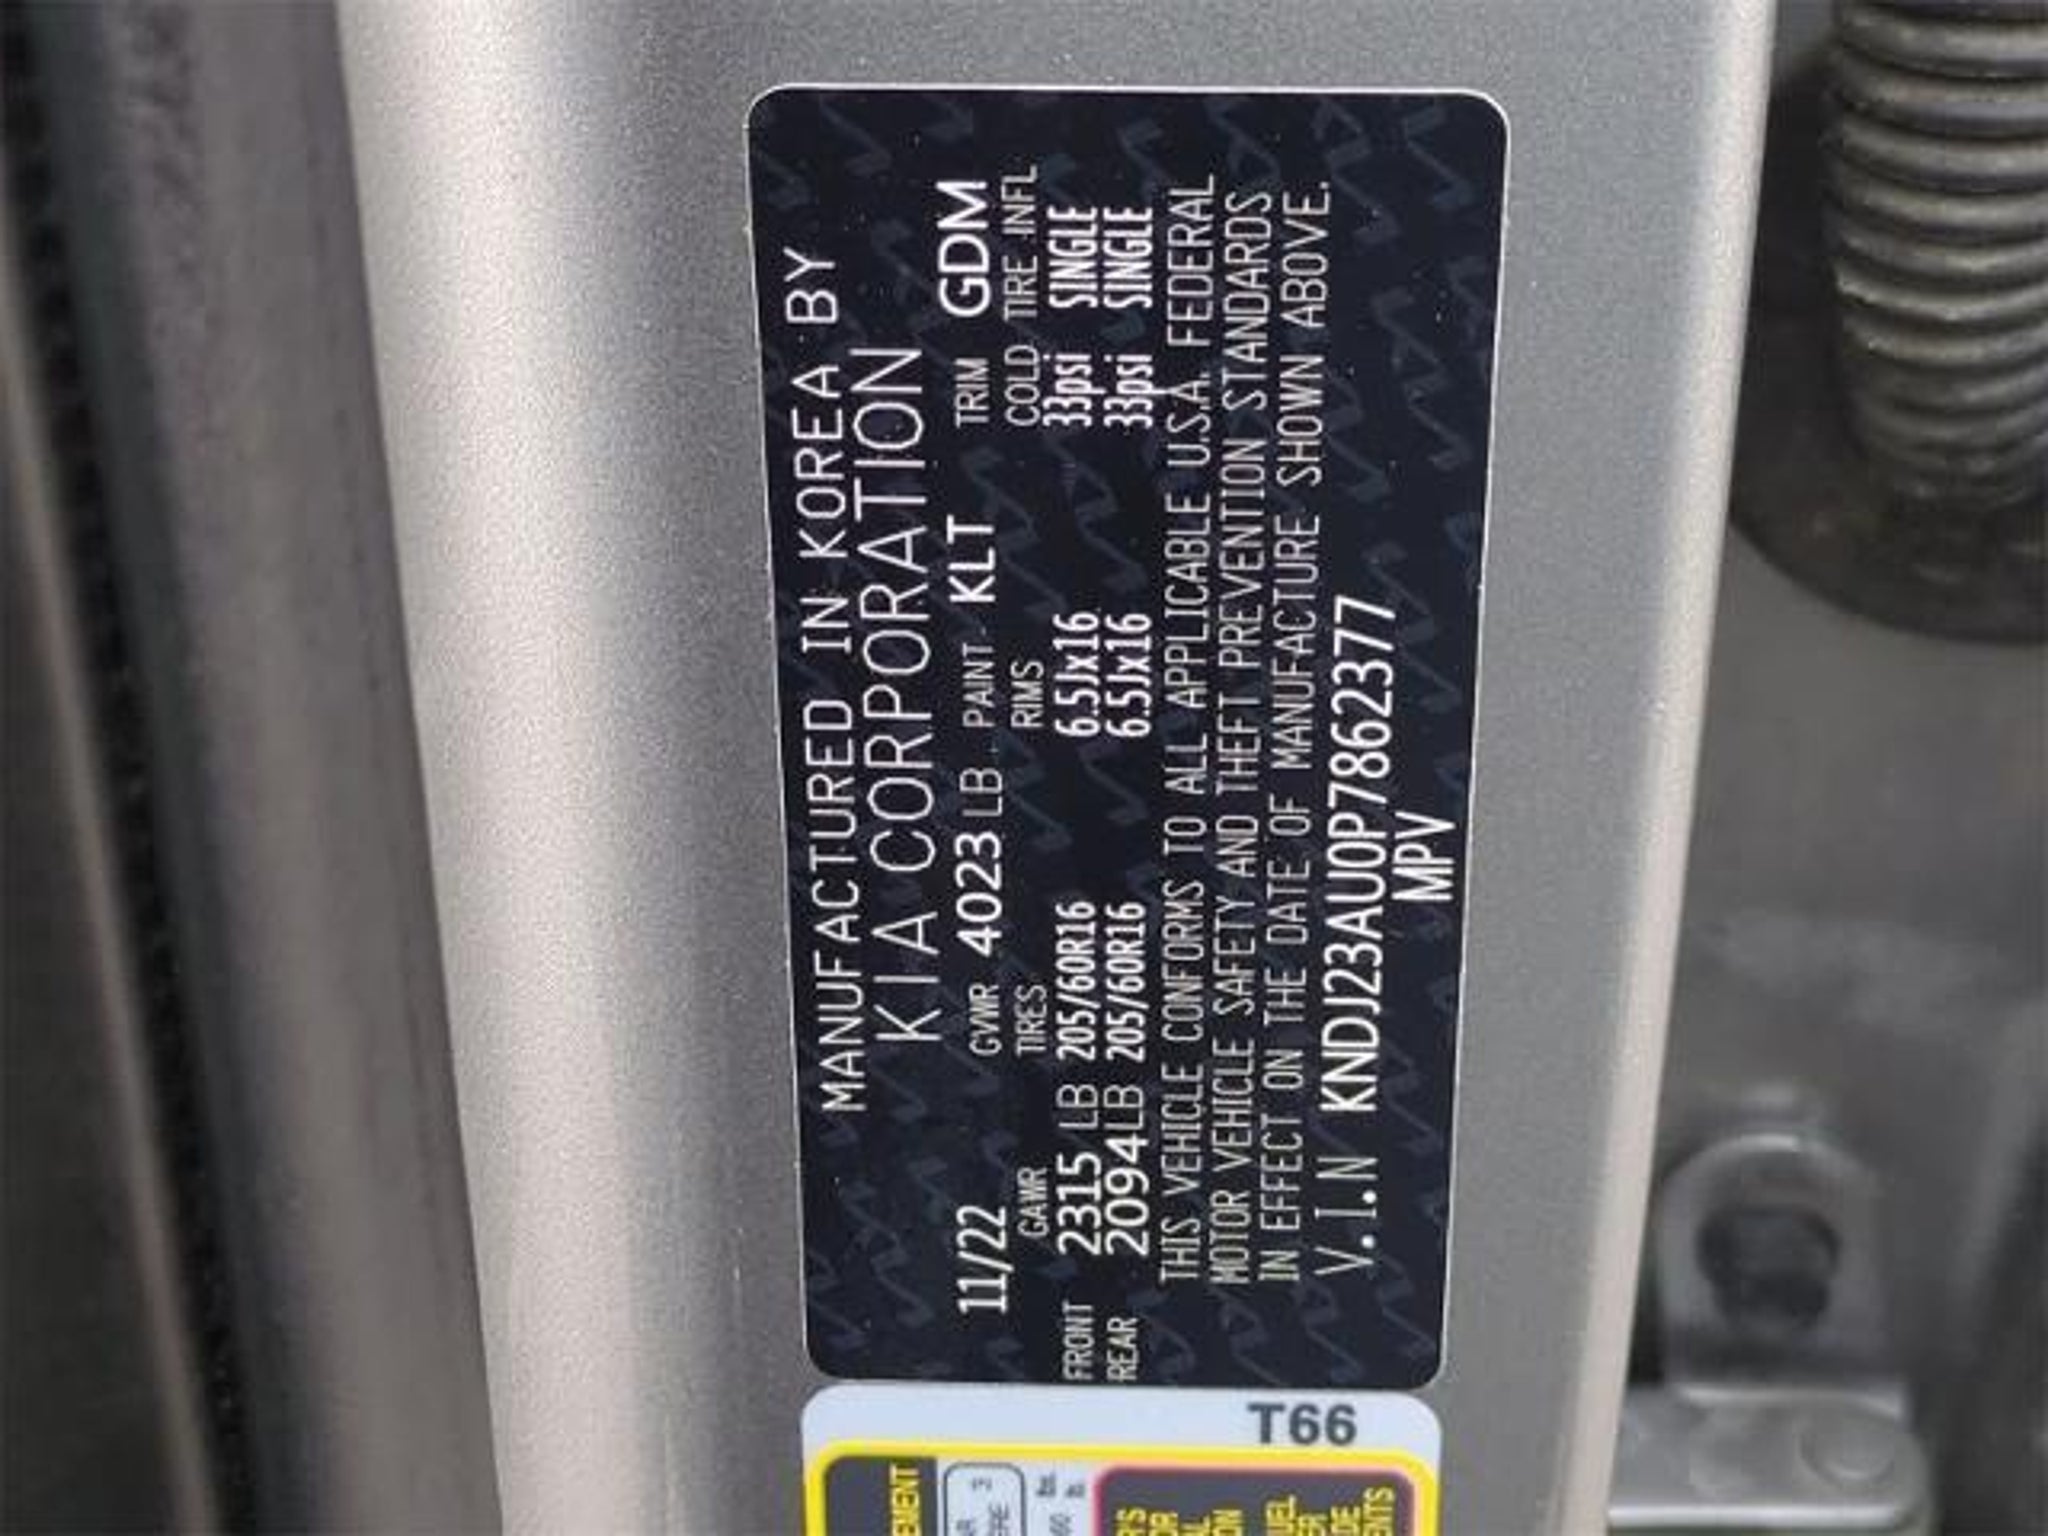 MANUFACTURED IN KOREA BY
KIA CORPORATION
11/22 GVWR 4023 LB PAINT KLT TRIM GDM
GAWR TIRES RIMS COLD TIRE INFL
FRONT 2315 LB 205/60R16 6.5Jx16 33psi SINGLE
REAR 2094 LB 205/60R16 6.5Jx16 33psi SINGLE
THIS VEHICLE CONFORMS TO ALL APPLICABLE U.S.A. FEDERAL
MOTOR VEHICLE SAFETY AND THEFT PREVENTION STANDARDS
IN EFFECT ON THE DATE OF MANUFACTURE SHOWN ABOVE.
V.I.N KNDJ23AU0P7862377
MPV
T66